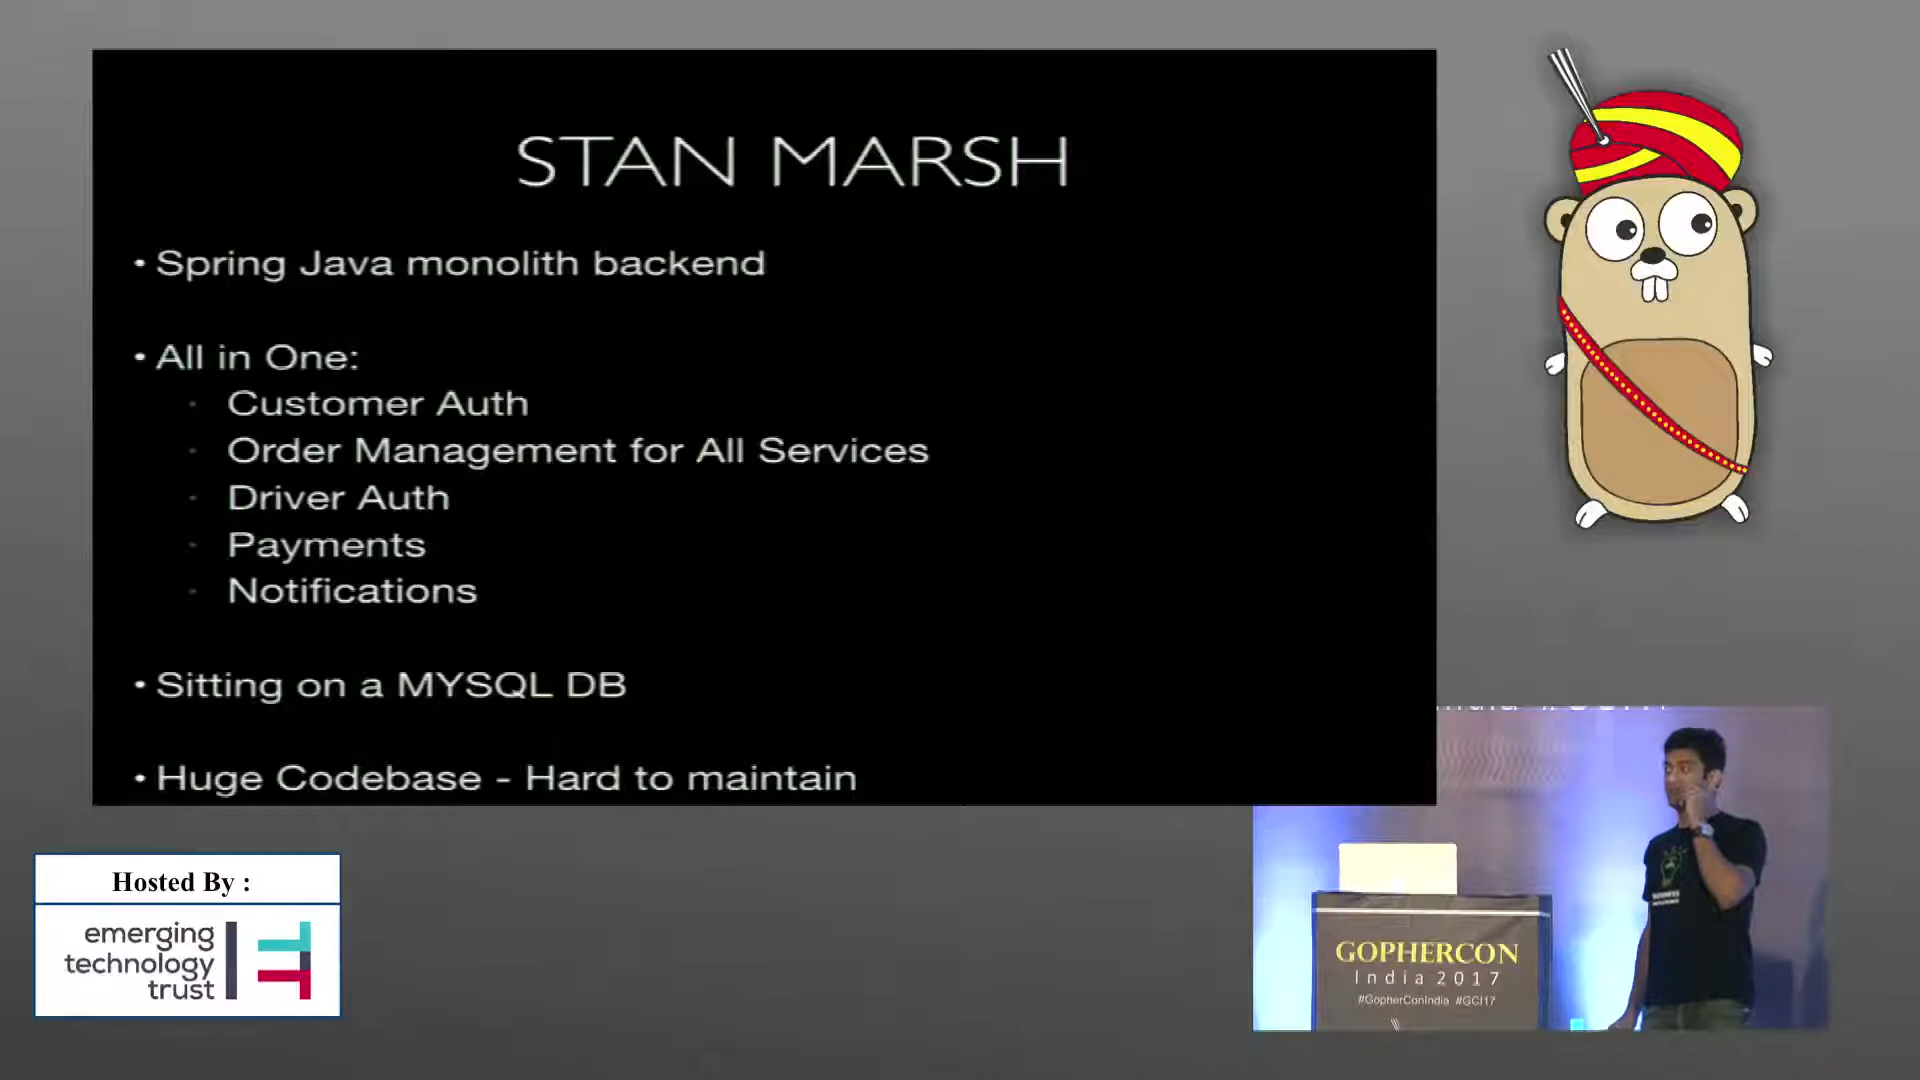 STAN MARSH
• Spring Java monolith backend
• All in One:
· Customer Auth
· Order Management for All Services
· Driver Auth
· Payments
· Notifications
• Sitting on a MYSQL DB
• Huge Codebase - Hard to maintain
Hosted By :
emerging
technology
trust
GOPHERCON
India 2017
#GopherConIndia #GCI17